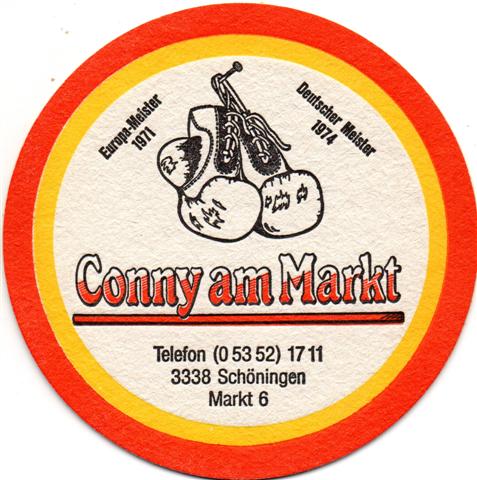 Europa-Meister
1971
Deutscher Meister
1974
Conny am Markt
Telefon (0 53 52) 17 11
3338 Schöningen
Markt 6